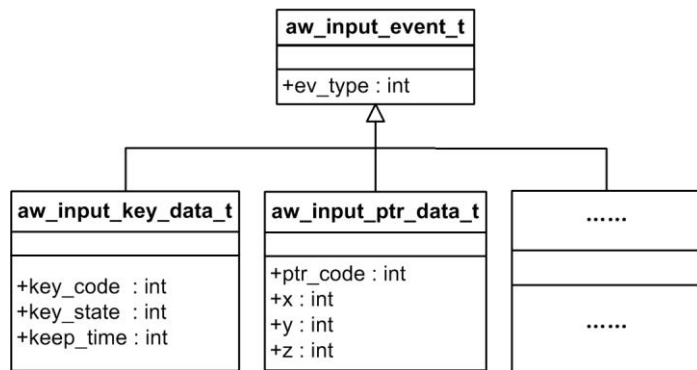 aw_input_event_t
+ev_type : int
aw_input_key_data_t
+key_code : int
+key_state : int
+keep_time : int
aw_input_ptr_data_t
+ptr_code : int
+x : int
+y : int
+z : int
……
……